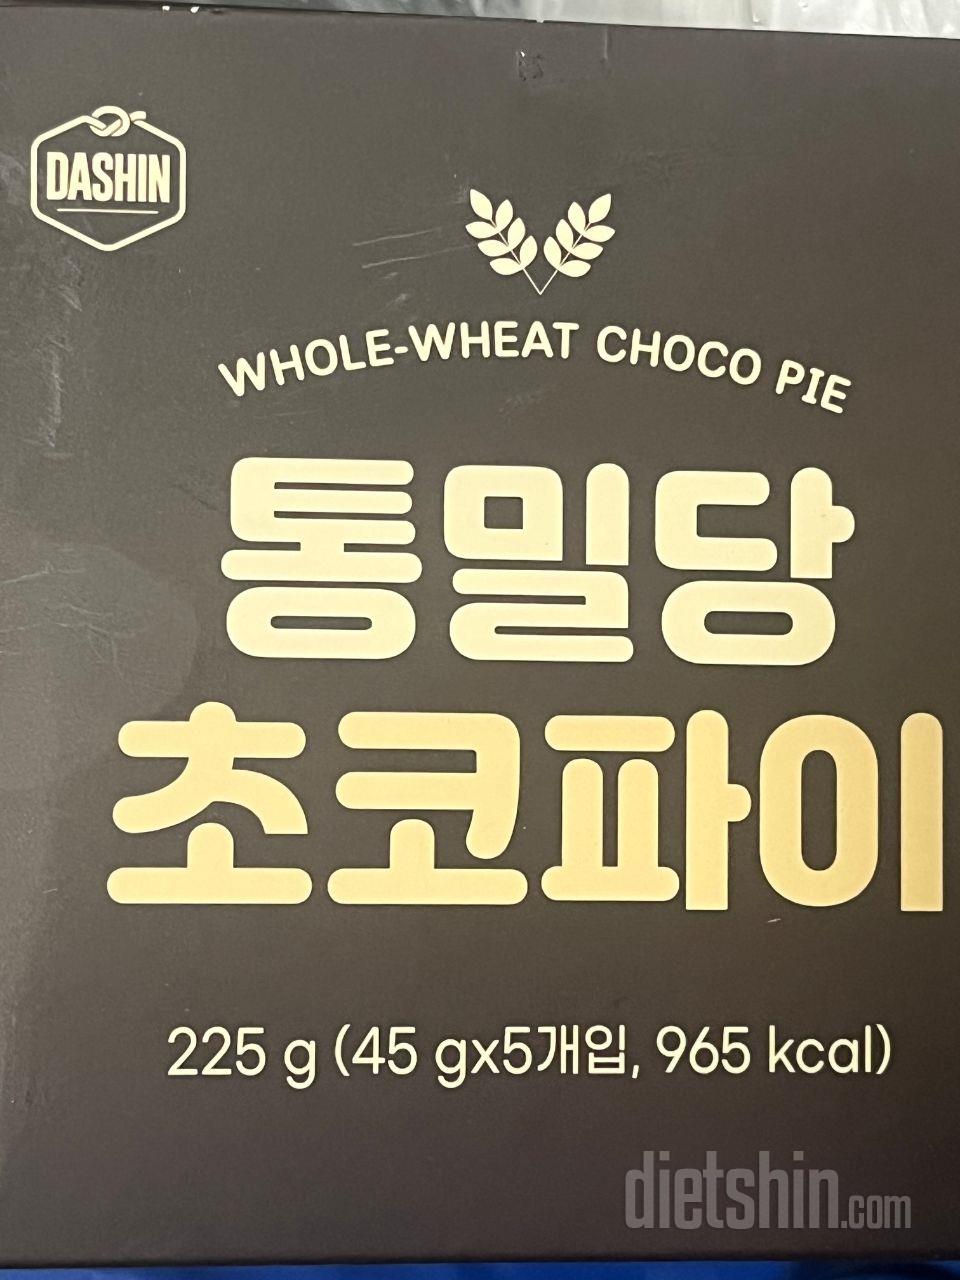 DASHIN
WHOLE-WHEAT CHOCO PIE
통밀당
초코파이
225 g (45 gx5개입, 965 kcal)
dietshin.com